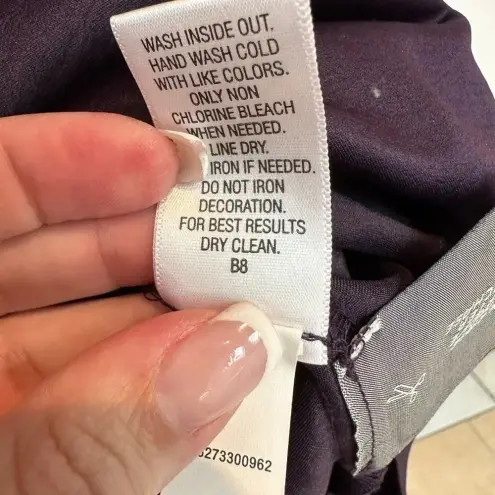 WASH INSIDE OUT.
HAND WASH COLD
WITH LIKE COLORS.
ONLY NON
CHLORINE BLEACH
WHEN NEEDED.
LINE DRY.
IRON IF NEEDED.
DO NOT IRON
DECORATION.
FOR BEST RESULTS
DRY CLEAN.
B8
273300962